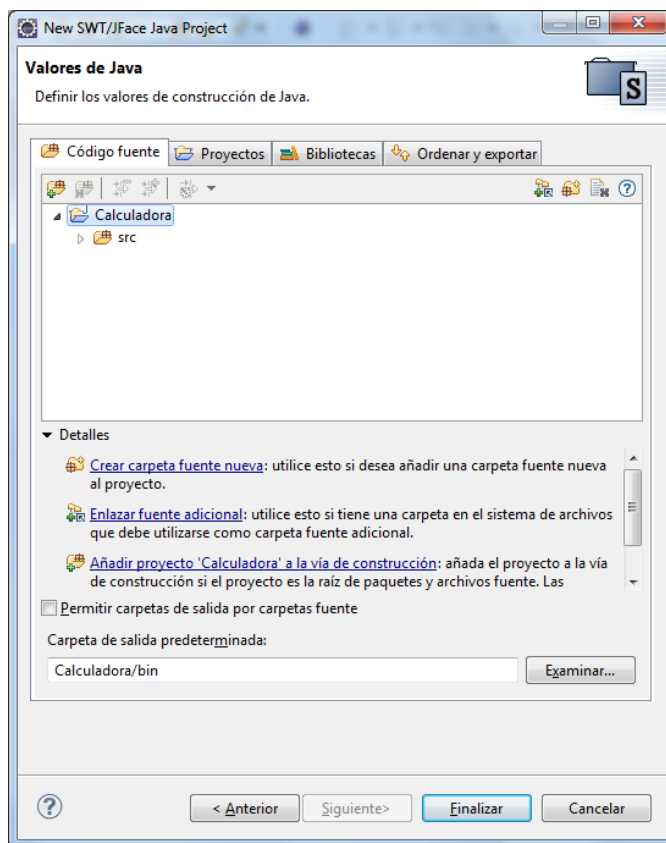 New SWT/JFace Java Project
Valores de Java
Definir los valores de construcción de Java.
S
Código fuente Proyectos Bibliotecas Ordenar y exportar
Calculadora
src
Detalles
Crear carpeta fuente nueva: utilice esto si desea añadir una carpeta fuente nueva
al proyecto.
Enlazar fuente adicional: utilice esto si tiene una carpeta en el sistema de archivos
que debe utilizarse como carpeta fuente adicional.
Añadir proyecto 'Calculadora' a la vía de construcción: añada el proyecto a la vía
de construcción si el proyecto es la raíz de paquetes y archivos fuente. Las
Permitir carpetas de salida por carpetas fuente
Carpeta de salida predeterminada:
Calculadora/bin Examinar...
< Anterior Siguiente> Finalizar Cancelar